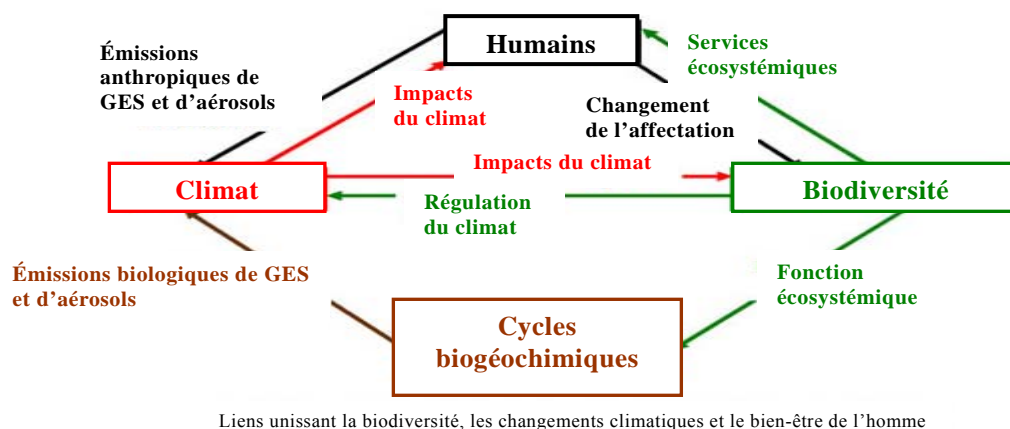 Humains
Services
écosystémiques
Émissions
anthropiques de
GES et d’aérosols
Impacts
du climat
Changement
de l’affectation
Impacts du climat
Climat
Biodiversité
Régulation
du climat
Émissions biologiques de GES
et d’aérosols
Fonction
écosystémique
Cycles
biogéochimiques
Liens unissant la biodiversité, les changements climatiques et le bien-être de l’homme